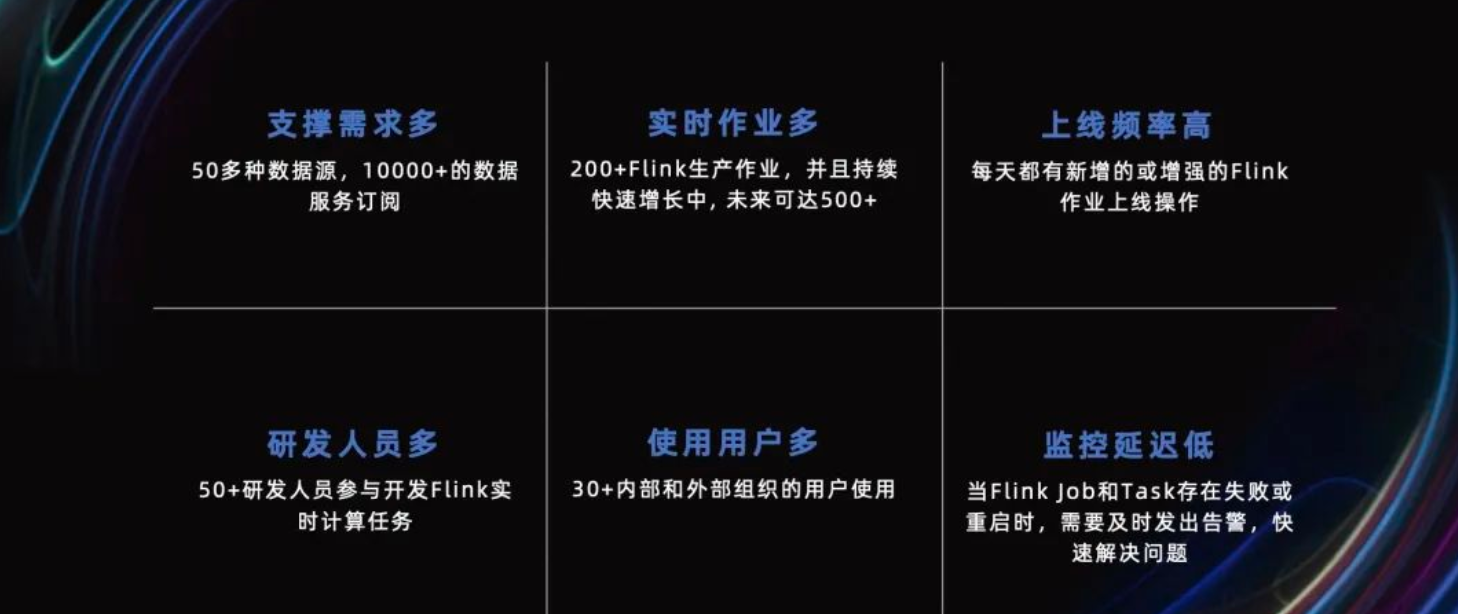 支撑需求多
50多种数据源，10000+的数据
服务订阅
实时作业多
200+Flink生产作业，并且持续
快速增长中, 未来可达500+
上线频率高
每天都有新增的或增强的Flink
作业上线操作
研发人员多
50+研发人员参与开发Flink实
时计算任务
使用用户多
30+内部和外部组织的用户使用
监控延迟低
当Flink Job和Task存在失败或
重启时，需要及时发出告警，快
速解决问题